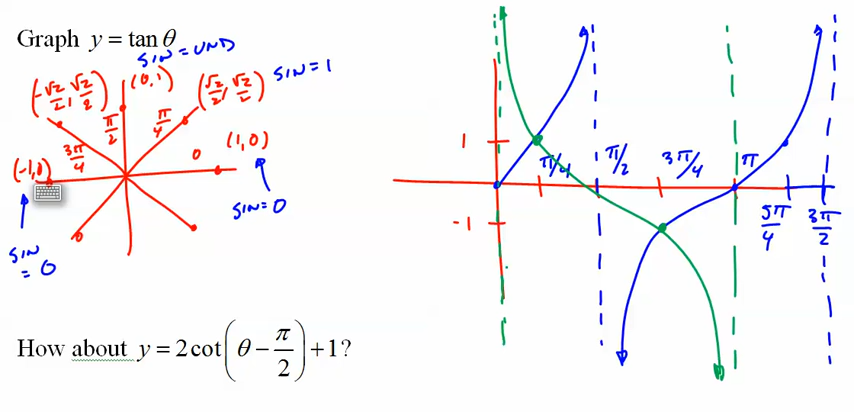 Graph y = tan θ
SIN = UND
(-√2/2, √2/2)
(0,1)
(√2/2, √2/2)
SIN = 1
3π/4
π/2
π/4
0
(1,0)
(-1,0)
SIN = 0
SIN = 0
1
-1
π/4
π/2
3π/4
π
5π/4
3π/2
How about y = 2cot(θ − π/2) + 1?